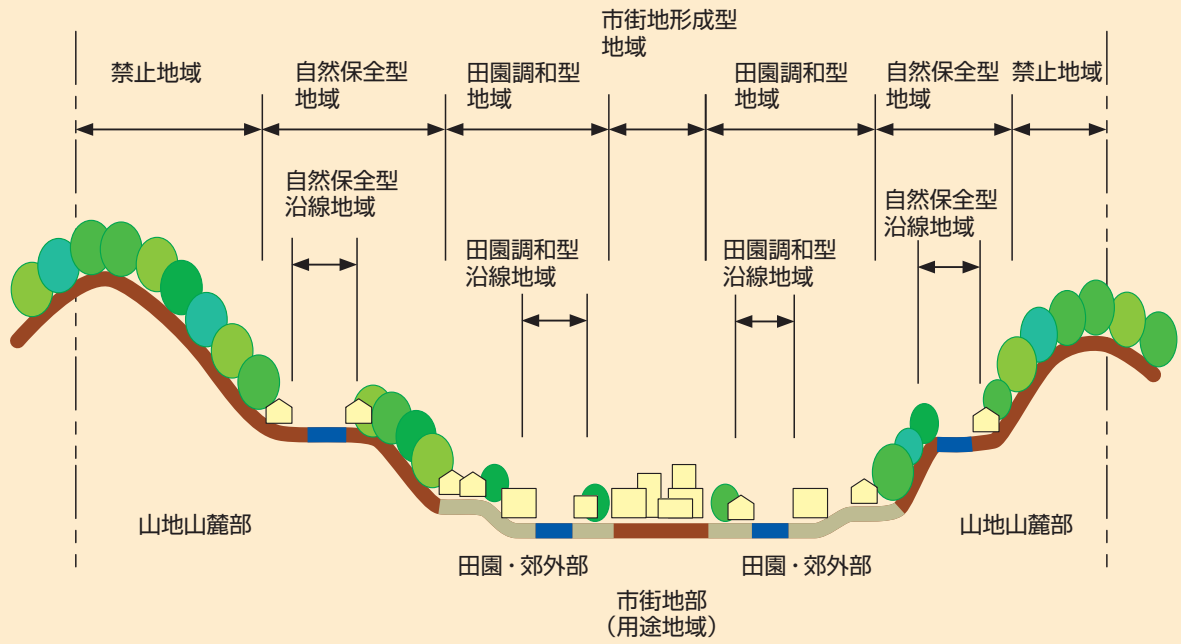 市街地形成型
地域
禁止地域
自然保全型
地域
田園調和型
地域
田園調和型
地域
自然保全型
地域
禁止地域
自然保全型
沿線地域
自然保全型
沿線地域
田園調和型
沿線地域
田園調和型
沿線地域
山地山麓部
山地山麓部
田園・郊外部
田園・郊外部
市街地部
（用途地域）